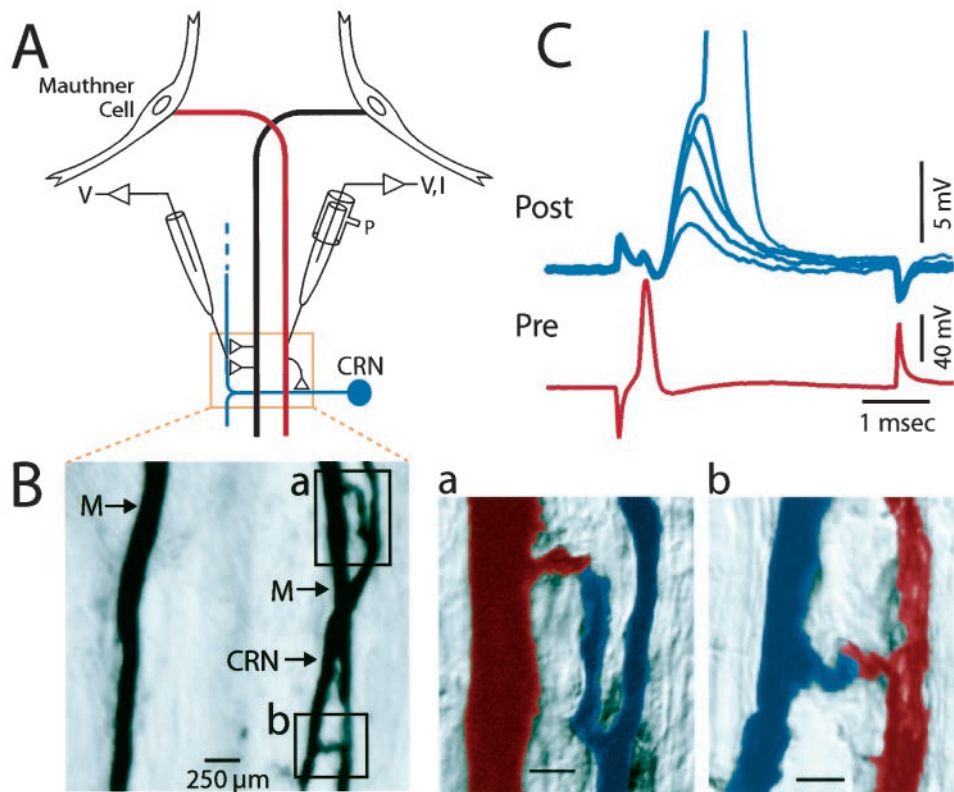 A
Mauthner
Cell
V
V,I
P
CRN
C
Post
5 mV
Pre
40 mV
1 msec
B
M
a
M
CRN
b
250 µm
a
b